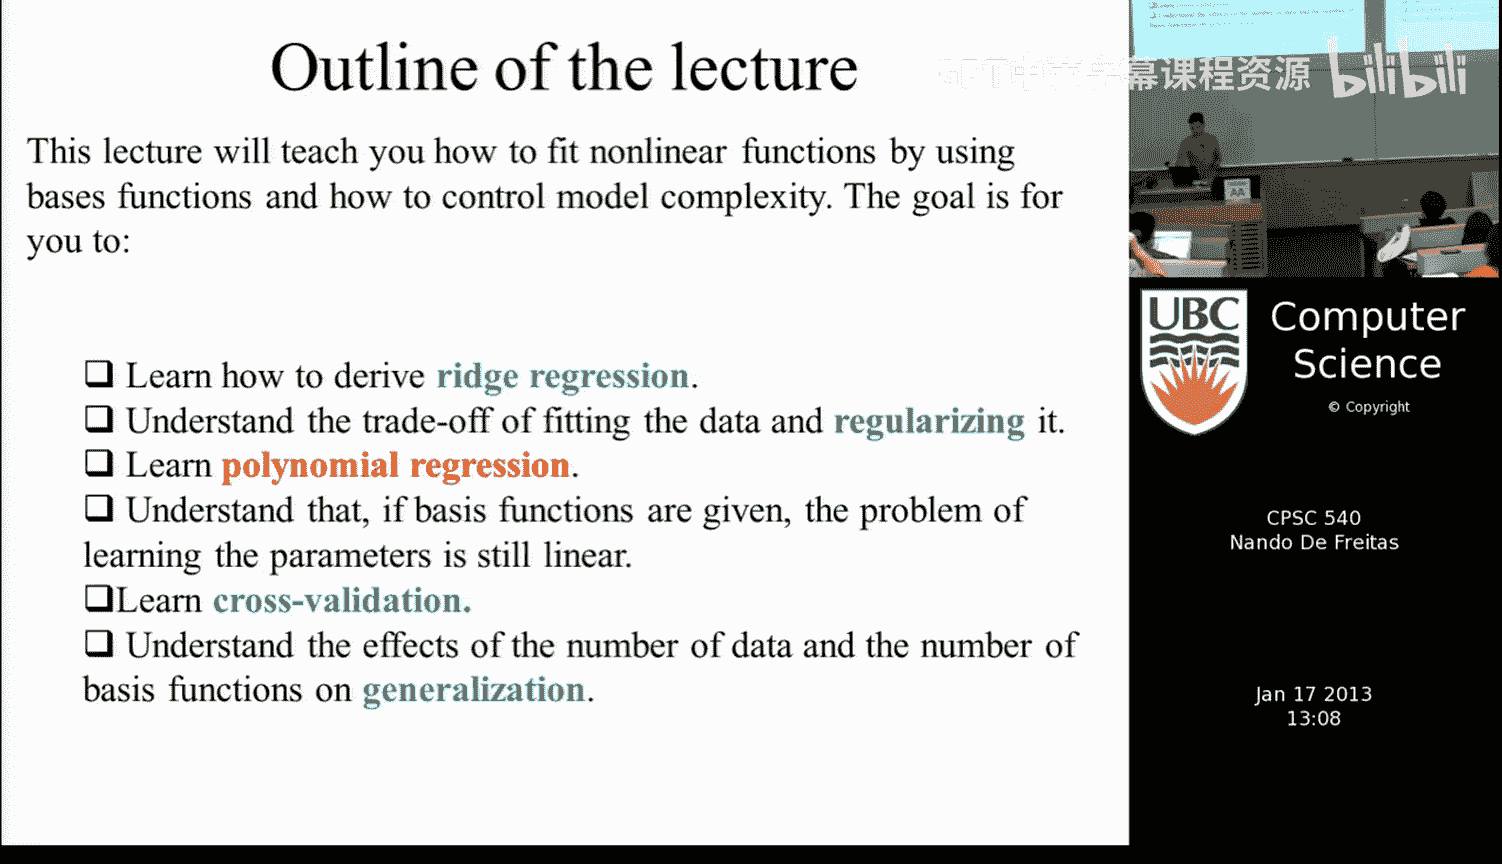 Outline of the lecture
幕课程资源 bilibili
This lecture will teach you how to fit nonlinear functions by using
bases functions and how to control model complexity. The goal is for
you to:
❑ Learn how to derive ridge regression.
❑ Understand the trade-off of fitting the data and regularizing it.
❑ Learn polynomial regression.
❑ Understand that, if basis functions are given, the problem of
learning the parameters is still linear.
❑Learn cross-validation.
❑ Understand the effects of the number of data and the number of
basis functions on generalization.
UBC
Computer
Science
© Copyright
CPSC 540
Nando De Freitas
Jan 17 2013
13:08